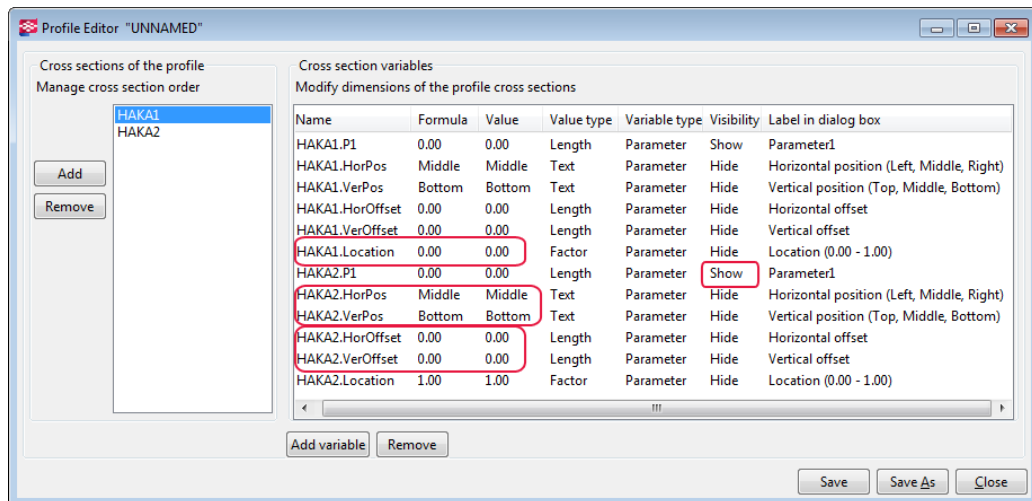 Profile Editor "UNNAMED"
Cross sections of the profile
Manage cross section order
HAKA1
HAKA2
Add
Remove
Cross section variables
Modify dimensions of the profile cross sections
Name Formula Value Value type Variable type Visibility Label in dialog box
HAKA1.P1 0.00 0.00 Length Parameter Show Parameter1
HAKA1.HorPos Middle Middle Text Parameter Hide Horizontal position (Left, Middle, Right)
HAKA1.VerPos Bottom Bottom Text Parameter Hide Vertical position (Top, Middle, Bottom)
HAKA1.HorOffset 0.00 0.00 Length Parameter Hide Horizontal offset
HAKA1.VerOffset 0.00 0.00 Length Parameter Hide Vertical offset
HAKA1.Location 0.00 0.00 Factor Parameter Hide Location (0.00 - 1.00)
HAKA2.P1 0.00 0.00 Length Parameter Show Parameter1
HAKA2.HorPos Middle Middle Text Parameter Hide Horizontal position (Left, Middle, Right)
HAKA2.VerPos Bottom Bottom Text Parameter Hide Vertical position (Top, Middle, Bottom)
HAKA2.HorOffset 0.00 0.00 Length Parameter Hide Horizontal offset
HAKA2.VerOffset 0.00 0.00 Length Parameter Hide Vertical offset
HAKA2.Location 1.00 1.00 Factor Parameter Hide Location (0.00 - 1.00)
Add variable Remove
Save Save As Close